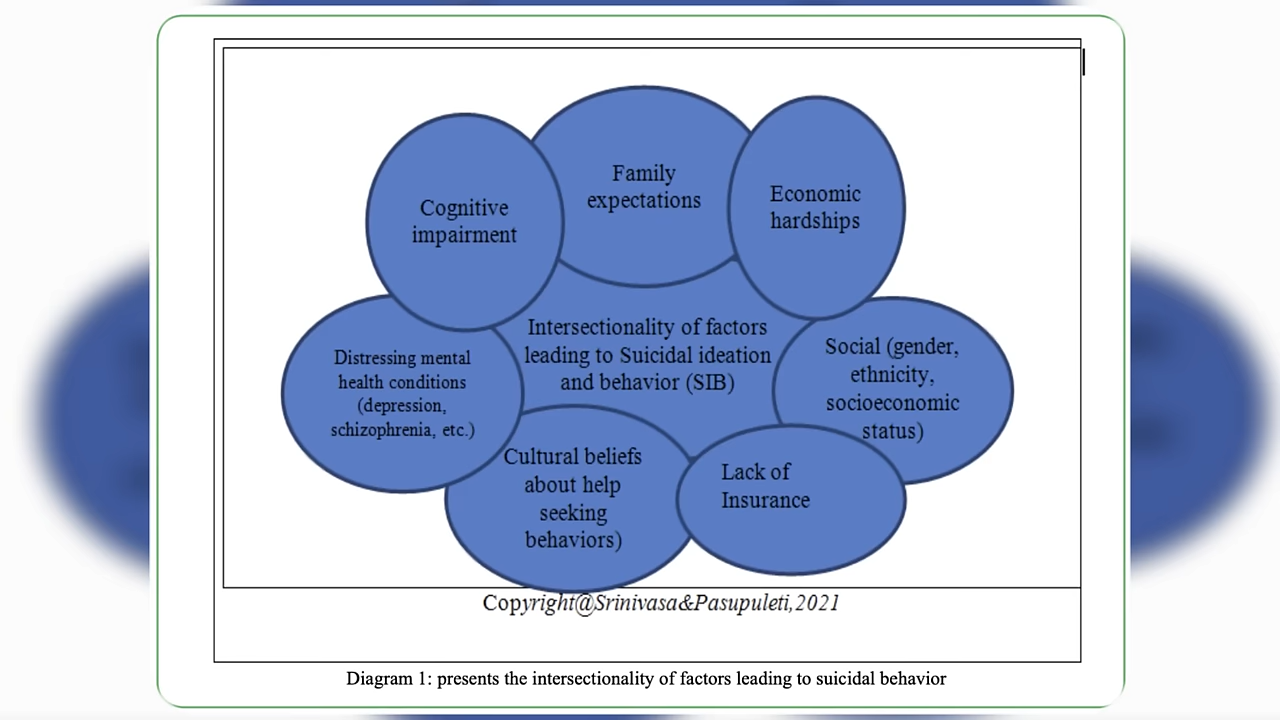 Family
expectations
Cognitive
impairment
Economic
hardships
Intersectionality of factors
leading to Suicidal ideation
and behavior (SIB)
Distressing mental
health conditions
(depression,
schizophrenia, etc.)
Social (gender,
ethnicity,
socioeconomic
status)
Cultural beliefs
about help
seeking
behaviors)
Lack of
Insurance
Copyright@Srinivasa&Pasupuleti,2021
Diagram 1: presents the intersectionality of factors leading to suicidal behavior